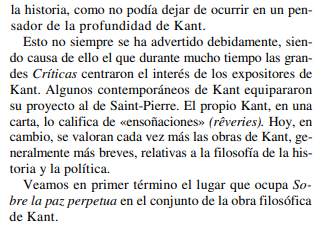 la historia, como no podía dejar de ocurrir en un pen-
sador de la profundidad de Kant.
Esto no siempre se ha advertido debidamente, sien-
do causa de ello el que durante mucho tiempo las gran-
des Críticas centraron el interés de los expositores de
Kant. Algunos contemporáneos de Kant equipararon
su proyecto al de Saint-Pierre. El propio Kant, en una
carta, lo califica de «ensoñaciones» (rêveries). Hoy, en
cambio, se valoran cada vez más las obras de Kant, ge-
neralmente más breves, relativas a la filosofía de la his-
toria y la política.
Veamos en primer término el lugar que ocupa So-
bre la paz perpetua en el conjunto de la obra filosófica
de Kant.